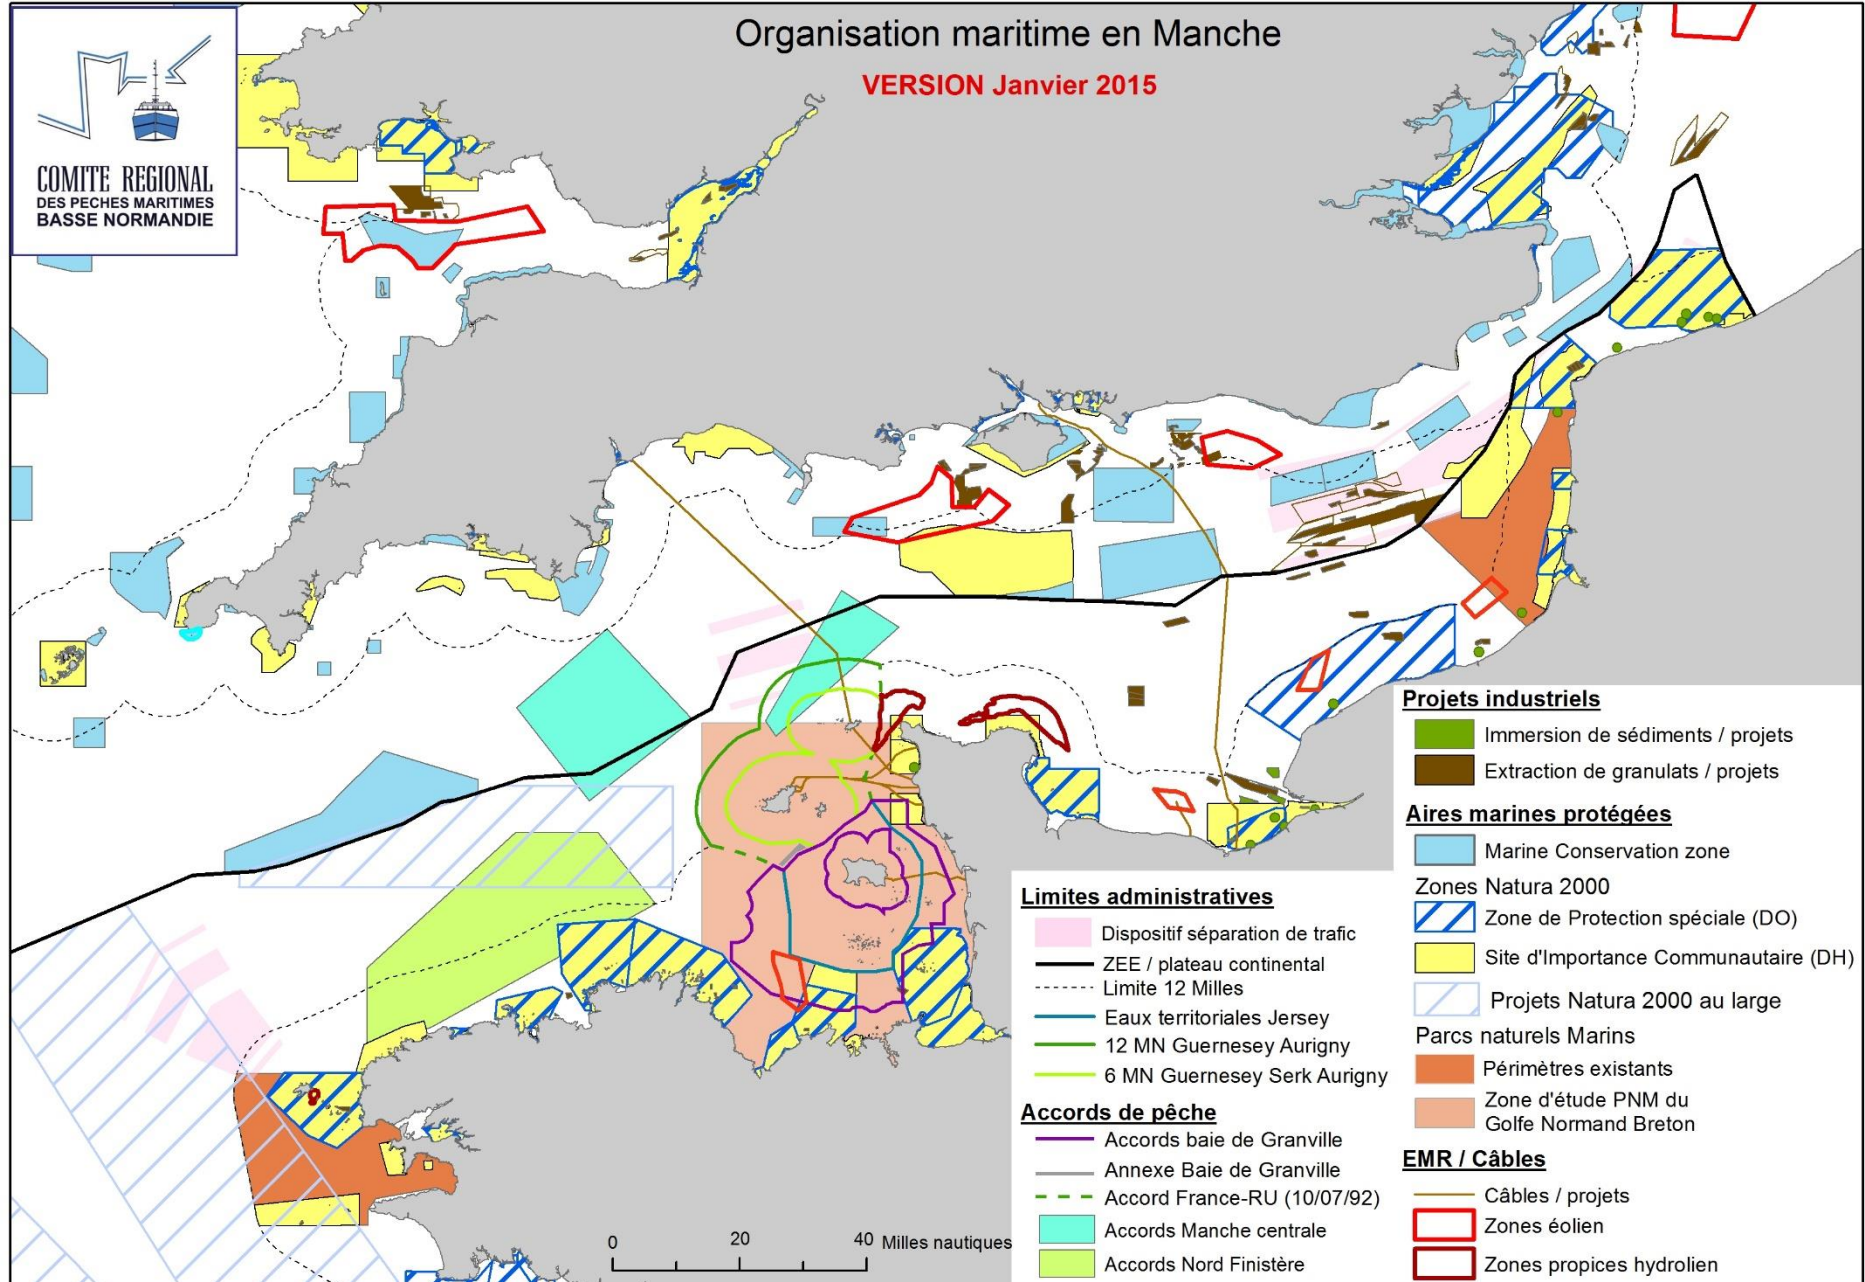 Organisation maritime en Manche
VERSION Janvier 2015
COMITE REGIONAL
DES PECHES MARITIMES
BASSE NORMANDIE
Limites administratives
Dispositif séparation de trafic
ZEE / plateau continental
Limite 12 Milles
Eaux territoriales Jersey
12 MN Guernesey Aurigny
6 MN Guernesey Serk Aurigny
Accords de pêche
Accords baie de Granville
Annexe Baie de Granville
Accord France-RU (10/07/92)
Accords Manche centrale
Accords Nord Finistère
Projets industriels
Immersion de sédiments / projets
Extraction de granulats / projets
Aires marines protégées
Marine Conservation zone
Zones Natura 2000
Zone de Protection spéciale (DO)
Site d'Importance Communautaire (DH)
Projets Natura 2000 au large
Parcs naturels Marins
Périmètres existants
Zone d'étude PNM du
Golfe Normand Breton
EMR / Câbles
Câbles / projets
Zones éolien
Zones propices hydrolien
0 20 40 Milles nautiques